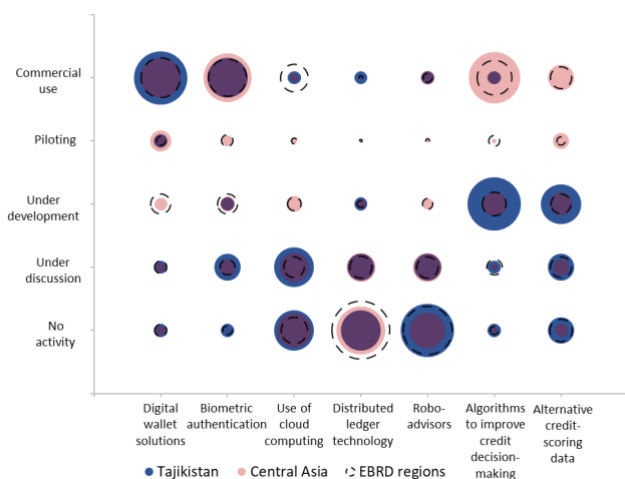 Commercial
use
Piloting
Under
development
Under
discussion
No
activity
Digital
wallet
solutions
Biometric
authentication
Use of
cloud
computing
Distributed
ledger
technology
Robo-
advisors
Algorithms
to improve
credit
decision-
making
Alternative
credit-
scoring
data
Tajikistan
Central Asia
EBRD regions